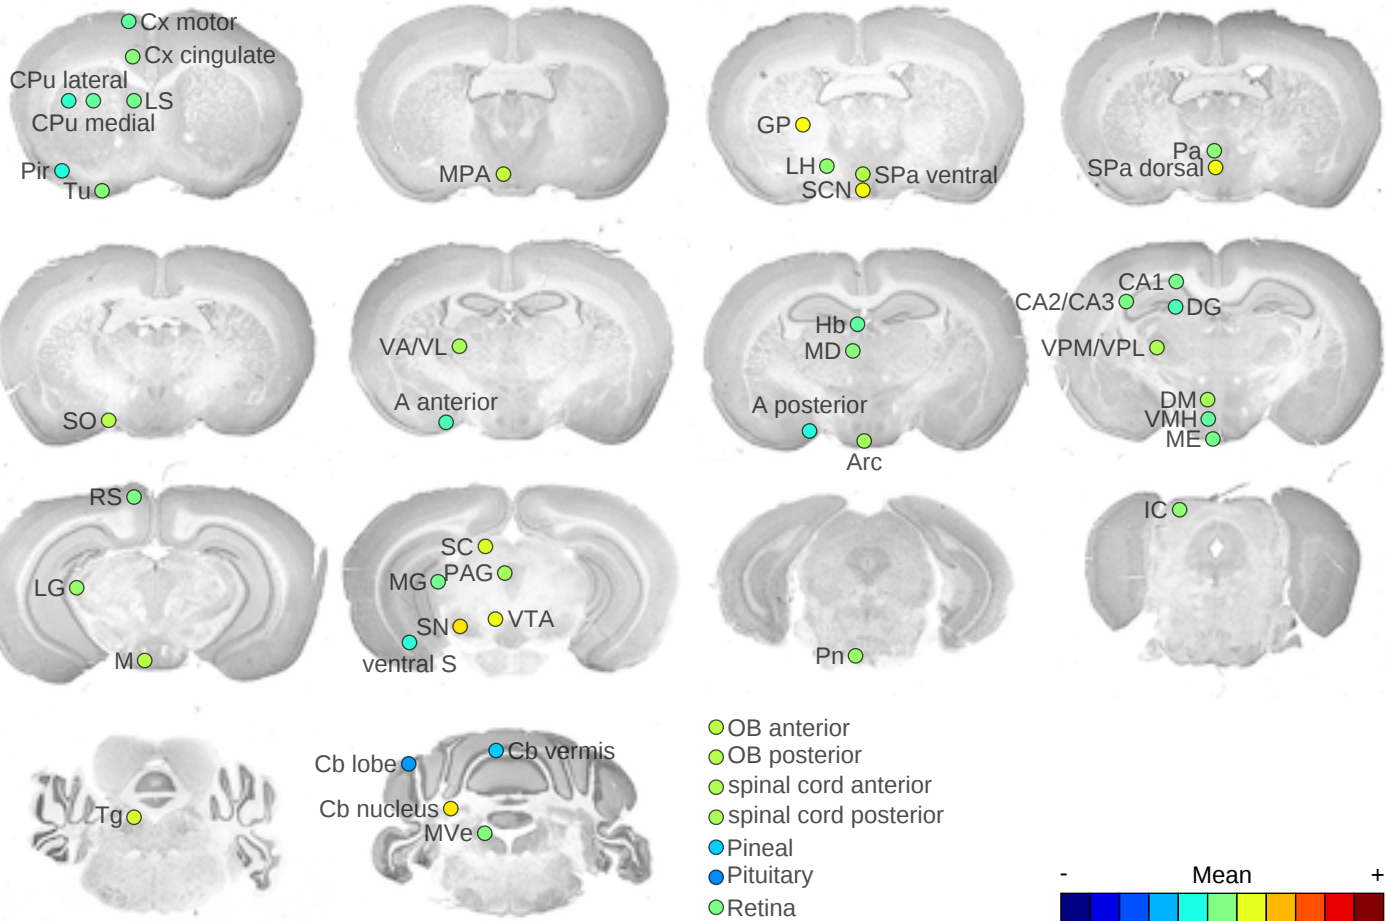 Cx motor
Cx cingulate
CPu lateral
LS
CPu medial
Pir
Tu
MPA
GP
LH
SPa ventral
SCN
Pa
SPa dorsal
SO
VA/VL
A anterior
Hb
MD
A posterior
Arc
CA1
CA2/CA3
DG
VPM/VPL
DM
VMH
ME
RS
LG
M
SC
PAG
MG
VTA
SN
ventral S
Pn
IC
Tg
Cb vermis
Cb lobe
Cb nucleus
MVe
OB anterior
OB posterior
spinal cord anterior
spinal cord posterior
Pineal
Pituitary
Retina
- Mean +